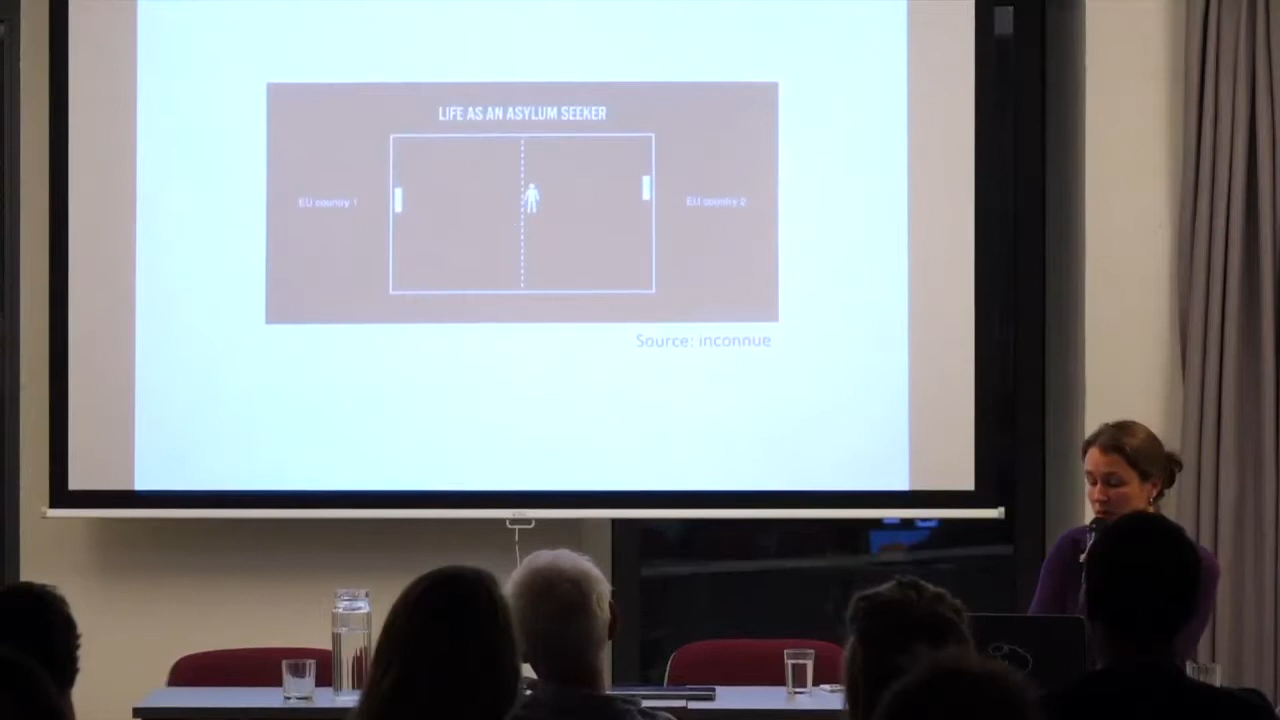 LIFE AS AN ASYLUM SEEKER
EU country 1
EU country 2
Source: inconnue